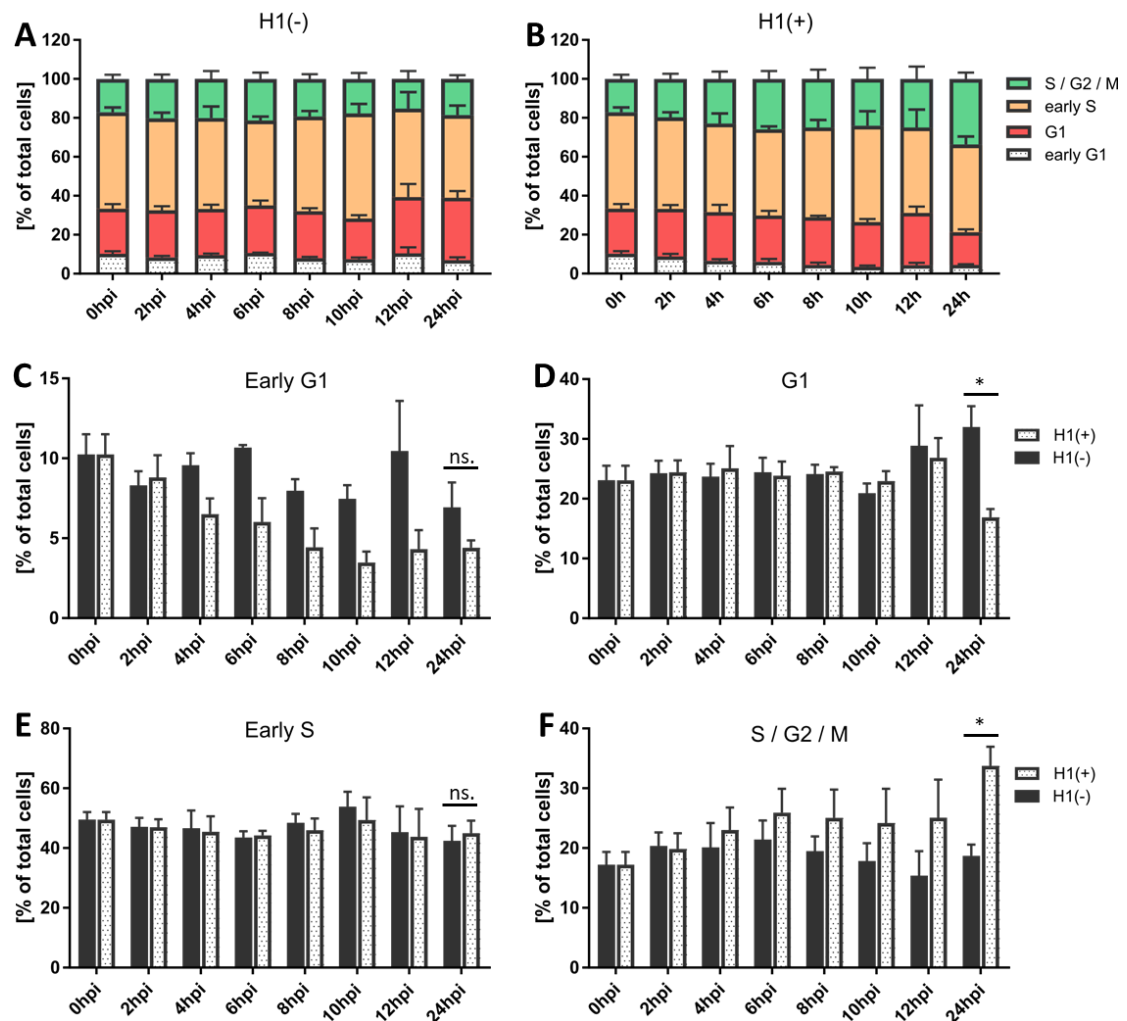 A
H1(-)
[% of total cells]
120
100
80
60
40
20
0
0hpi
2hpi
4hpi
6hpi
8hpi
10hpi
12hpi
24hpi
B
H1(+)
[% of total cells]
120
100
80
60
40
20
0
0h
2h
4h
6h
8h
10h
12h
24h
S / G2 / M
early S
G1
early G1
C
Early G1
[% of total cells]
15
10
5
0
ns.
0hpi
2hpi
4hpi
6hpi
8hpi
10hpi
12hpi
24hpi
D
G1
[% of total cells]
40
30
20
10
0
*
0hpi
2hpi
4hpi
6hpi
8hpi
10hpi
12hpi
24hpi
H1(+)
H1(-)
E
Early S
[% of total cells]
80
60
40
20
0
ns.
0hpi
2hpi
4hpi
6hpi
8hpi
10hpi
12hpi
24hpi
F
S / G2 / M
[% of total cells]
40
30
20
10
0
*
0hpi
2hpi
4hpi
6hpi
8hpi
10hpi
12hpi
24hpi
H1(+)
H1(-)